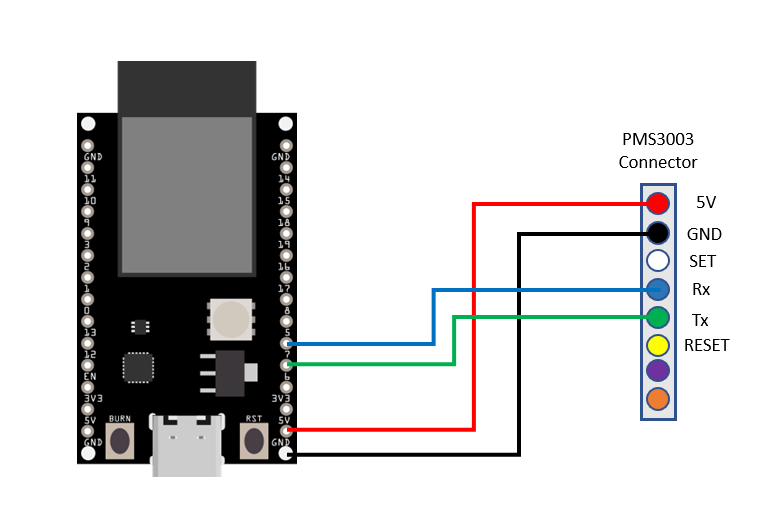 PMS3003
Connector
5V
GND
SET
Rx
Tx
RESET
GND
11
10
9
3
2
1
0
13
12
EN
3V3
5V
GND
GND
14
15
18
19
16
17
8
5
7
6
3V3
5V
GND
BURN
RST